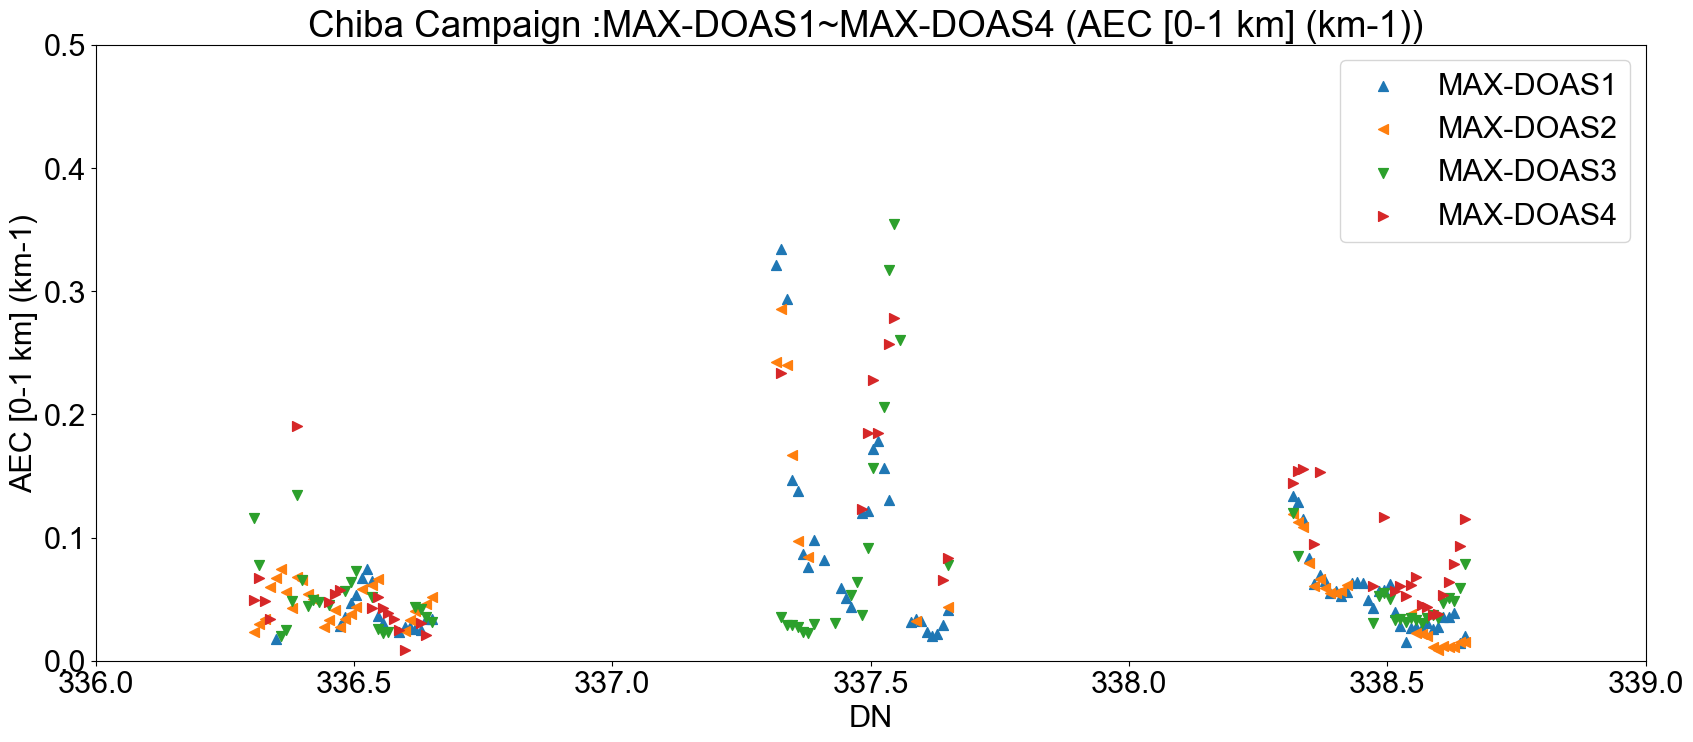 Chiba Campaign :MAX-DOAS1~MAX-DOAS4 (AEC [0-1 km] (km-1))
AEC [0-1 km] (km-1)
0.5
0.4
0.3
0.2
0.1
0.0
MAX-DOAS1
MAX-DOAS2
MAX-DOAS3
MAX-DOAS4
336.0 336.5 337.0 337.5 338.0 338.5 339.0
DN